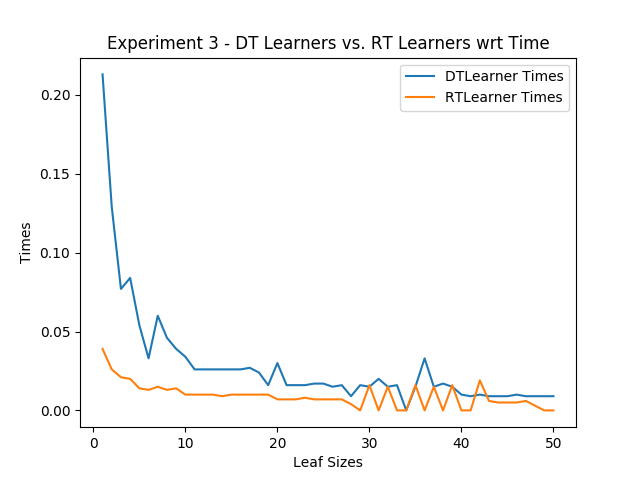 Experiment 3 - DT Learners vs. RT Learners wrt Time
DTLearner Times
RTLearner Times
0.20
0.15
0.10
0.05
0.00
Times
0 10 20 30 40 50
Leaf Sizes